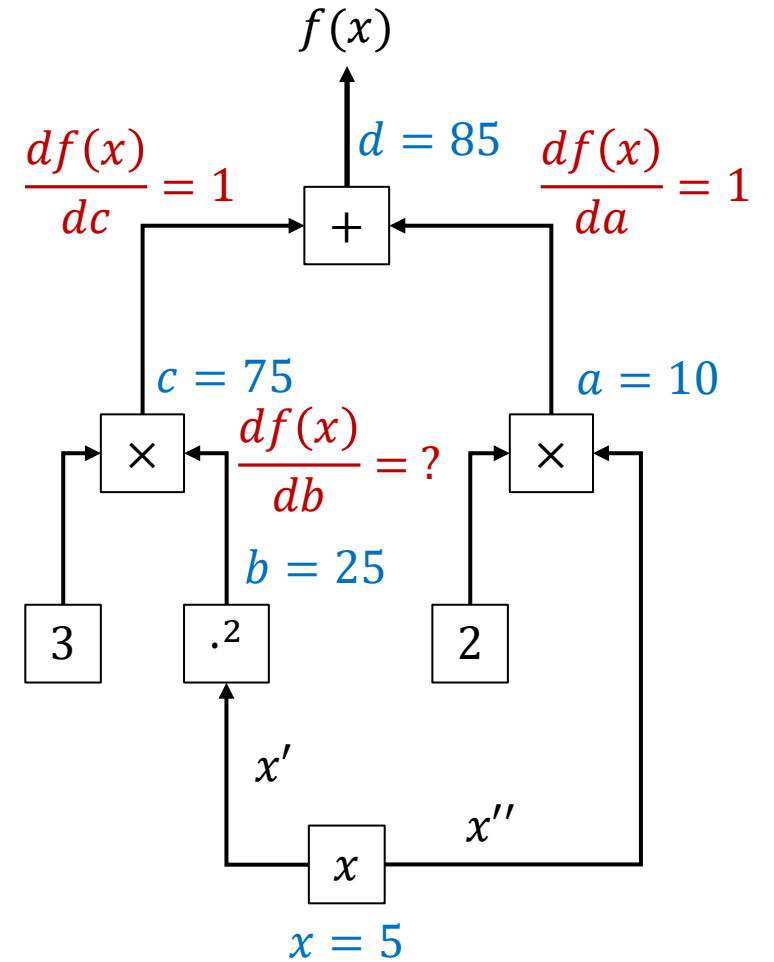 f(x)
d = 85
df(x)/dc = 1
df(x)/da = 1
+
c = 75
a = 10
×
df(x)/db = ?
×
b = 25
3
.²
2
x′
x″
x
x = 5